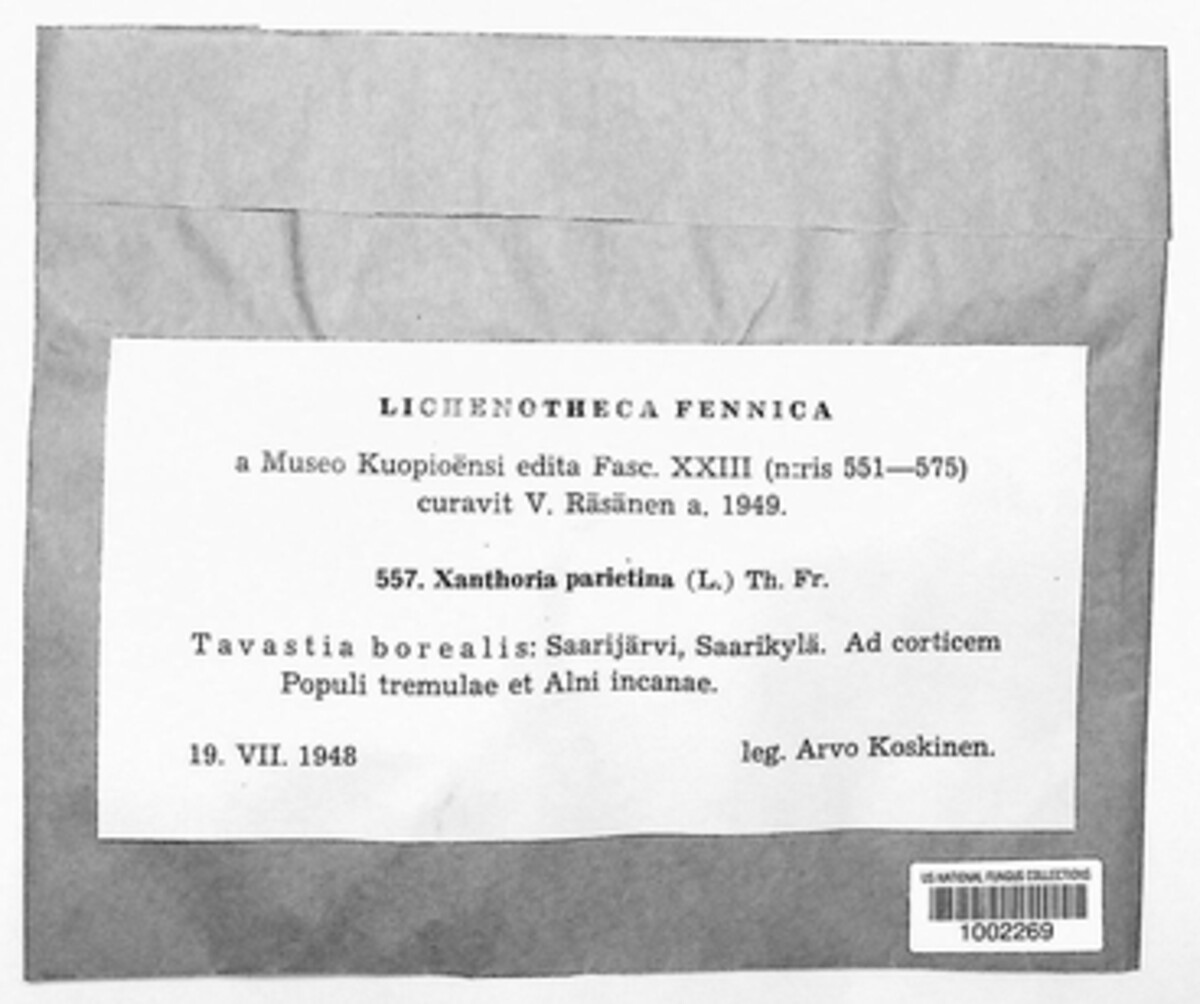 LICHENOTHECA FENNICA
a Museo Kuopioënsi edita Fasc. XXIII (n:ris 551—575)
curavit V. Räsänen a. 1949.
557. Xanthoria parietina (L.) Th. Fr.
Tavastia borealis: Saarijärvi, Saarikylä. Ad corticem
Populi tremulae et Alni incanae.
19. VII. 1948 leg. Arvo Koskinen.
US NATIONAL FUNGUS COLLECTIONS
1002269